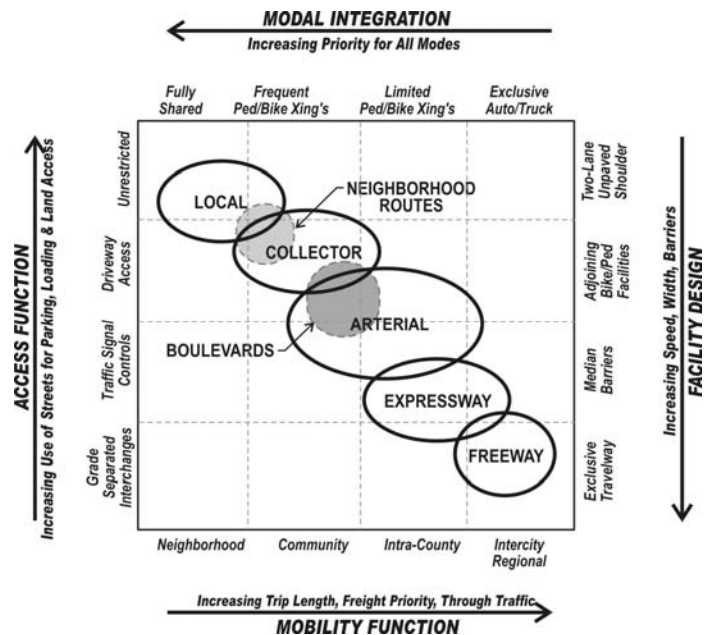 MODAL INTEGRATION
Increasing Priority for All Modes
Fully
Shared
Frequent
Ped/Bike Xing's
Limited
Ped/Bike Xing's
Exclusive
Auto/Truck
ACCESS FUNCTION
Increasing Use of Streets for Parking, Loading & Land Access
Unrestricted
Driveway
Access
Traffic Signal
Controls
Grade
Separated
Interchanges
LOCAL
NEIGHBORHOOD
ROUTES
COLLECTOR
BOULEVARDS
ARTERIAL
EXPRESSWAY
FREEWAY
Two-Lane
Unpaved
Shoulder
Adjoining
Bike/Ped
Facilities
Median
Barriers
Exclusive
Travelway
Increasing Speed, Width, Barriers
FACILITY DESIGN
Neighborhood
Community
Intra-County
Intercity
Regional
Increasing Trip Length, Freight Priority, Through Traffic
MOBILITY FUNCTION